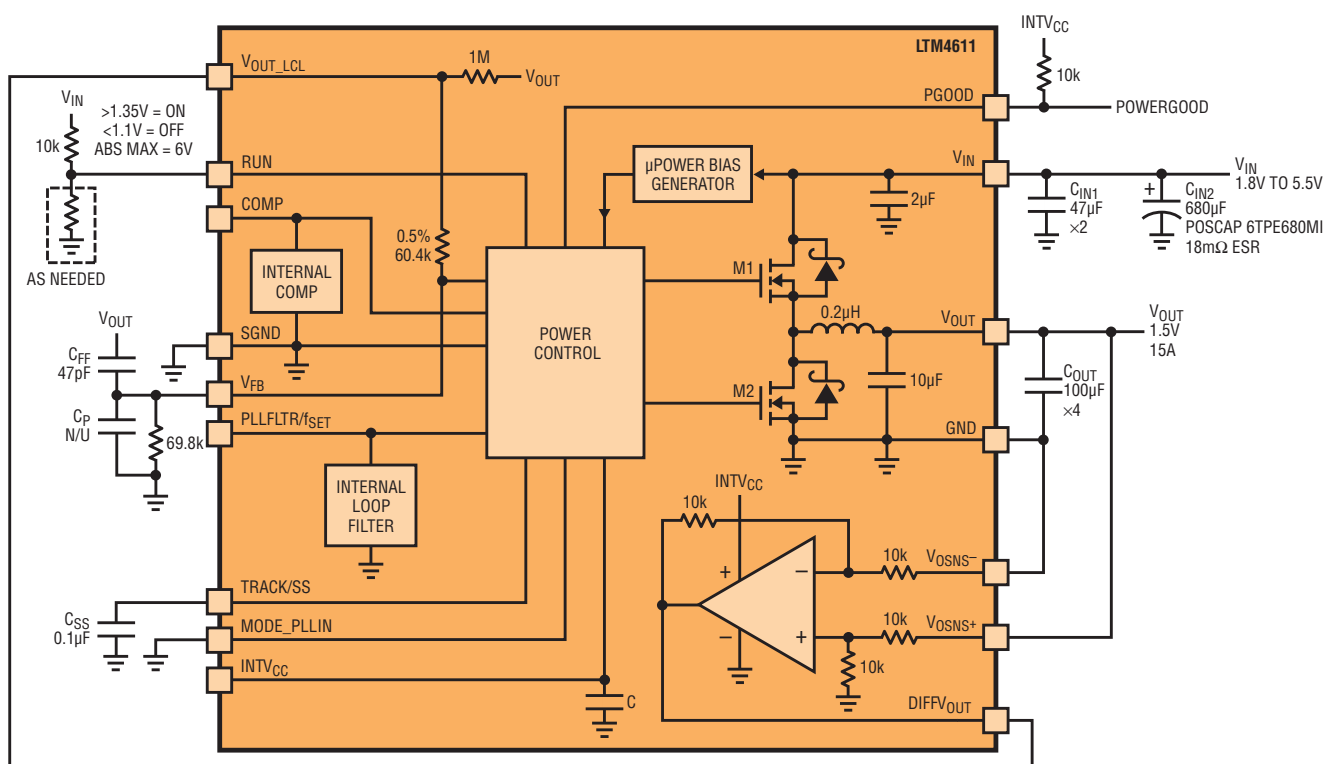 INTVCC
LTM4611
10k
VOUT_LCL
1M
VOUT
PGOOD
POWERGOOD
VIN
>1.35V = ON
<1.1V = OFF
ABS MAX = 6V
10k
RUN
µPOWER BIAS
GENERATOR
VIN
VIN
1.8V TO 5.5V
2µF
CIN1
47µF
×2
+
CIN2
680µF
POSCAP 6TPE680MI
18mΩ ESR
COMP
0.5%
60.4k
INTERNAL
COMP
AS NEEDED
M1
0.2µH
VOUT
VOUT
1.5V
15A
POWER
CONTROL
VOUT
CFF
47pF
SGND
VFB
CP
N/U
69.8k
PLLFLTR/fSET
M2
10µF
COUT
100µF
×4
GND
INTERNAL
LOOP
FILTER
INTVCC
10k
+
–
10k
VOSNS–
–
+
10k
VOSNS+
10k
TRACK/SS
CSS
0.1µF
MODE_PLLIN
INTVCC
C
DIFFVOUT